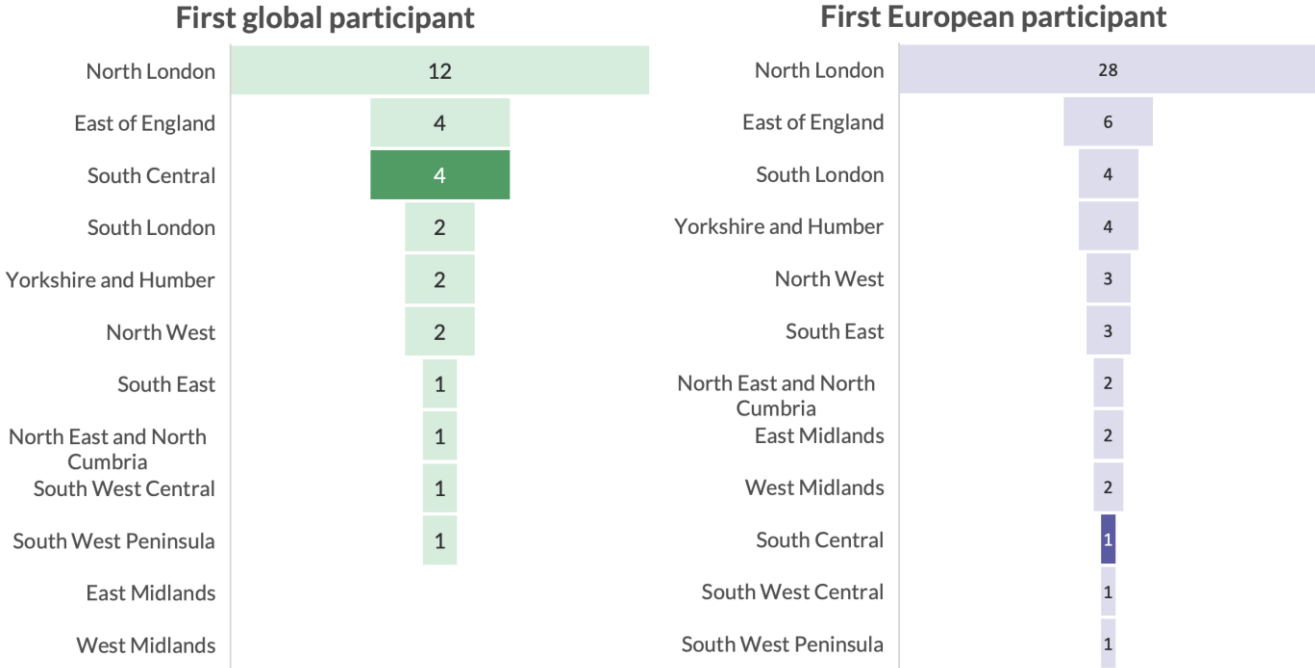 First global participant
North London
12
East of England
4
South Central
4
South London
2
Yorkshire and Humber
2
North West
2
South East
1
North East and North
Cumbria
1
South West Central
1
South West Peninsula
1
East Midlands
West Midlands
First European participant
North London
28
East of England
6
South London
4
Yorkshire and Humber
4
North West
3
South East
3
North East and North
Cumbria
2
East Midlands
2
West Midlands
2
South Central
1
South West Central
1
South West Peninsula
1